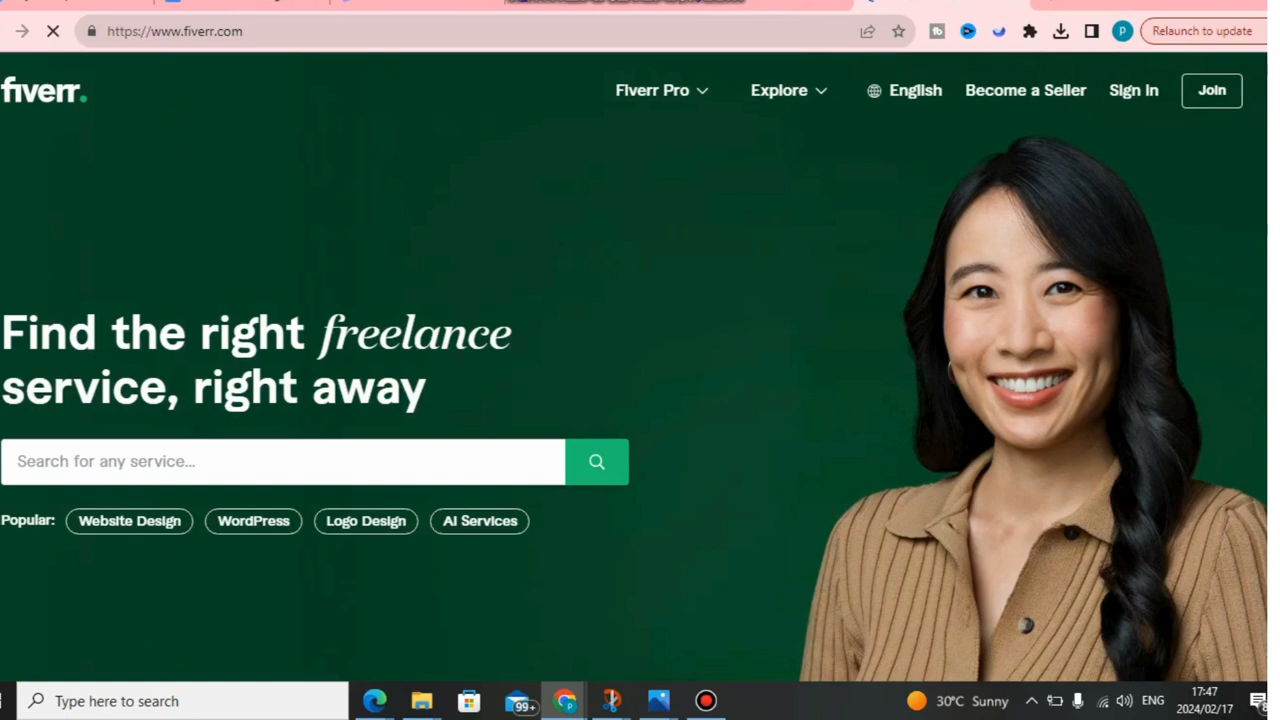 https://www.fiverr.com
P
Relaunch to update
fiverr.
Fiverr Pro
Explore
English
Become a Seller
Sign In
Join
Find the right freelance
service, right away
Search for any service...
Popular:
Website Design
WordPress
Logo Design
AI Services
Type here to search
99+
30°C Sunny
ENG
17:47
2024/02/17